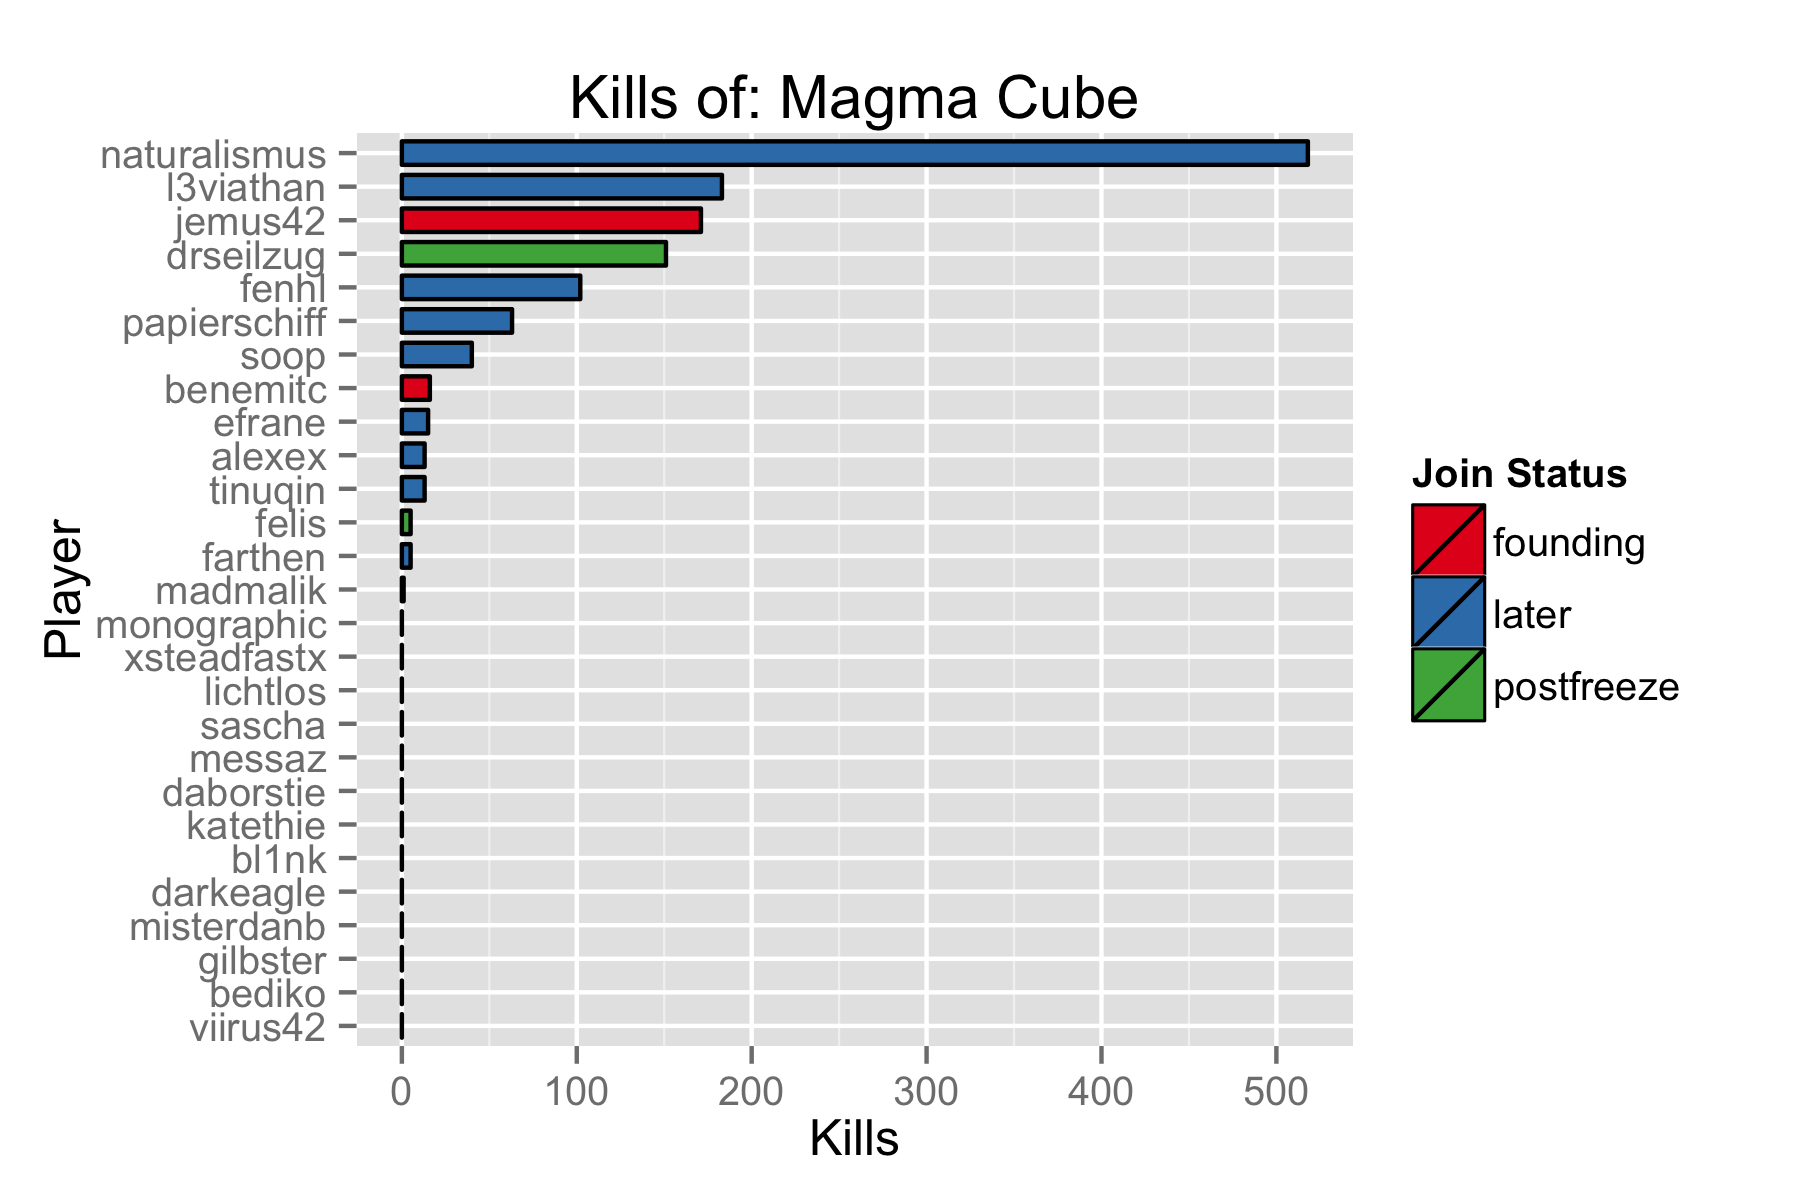 Kills of: Magma Cube
naturalismus
l3viathan
jemus42
drseilzug
fenhl
papierschiff
soop
benemitc
efrane
alexex
tinuqin
felis
farthen
madmalik
monographic
xsteadfastx
lichtlos
sascha
messaz
daborstie
katethie
bl1nk
darkeagle
misterdanb
gilbster
bediko
viirus42
Player
0 100 200 300 400 500
Kills
Join Status
founding
later
postfreeze